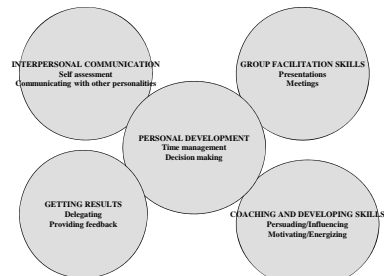 INTERPERSONAL COMMUNICATION
Self assessment
Communicating with other personalities
GROUP FACILITATION SKILLS
Presentations
Meetings
PERSONAL DEVELOPMENT
Time management
Decision making
GETTING RESULTS
Delegating
Providing feedback
COACHING AND DEVELOPING SKILLS
Persuading/Influencing
Motivating/Energizing